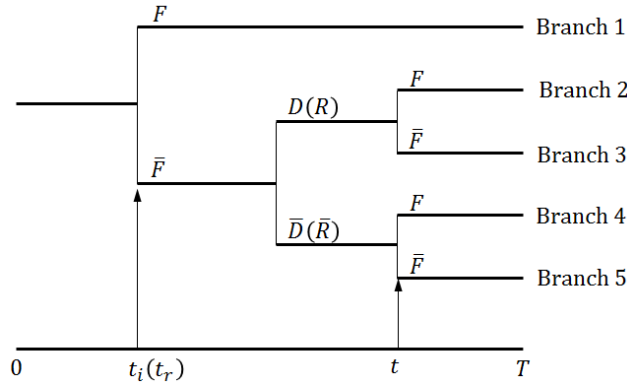 F Branch 1
F Branch 2
D(R)
F̄ F̄ Branch 3
F Branch 4
D̄(R̄)
F̄ Branch 5
0 tᵢ(tᵣ) t T